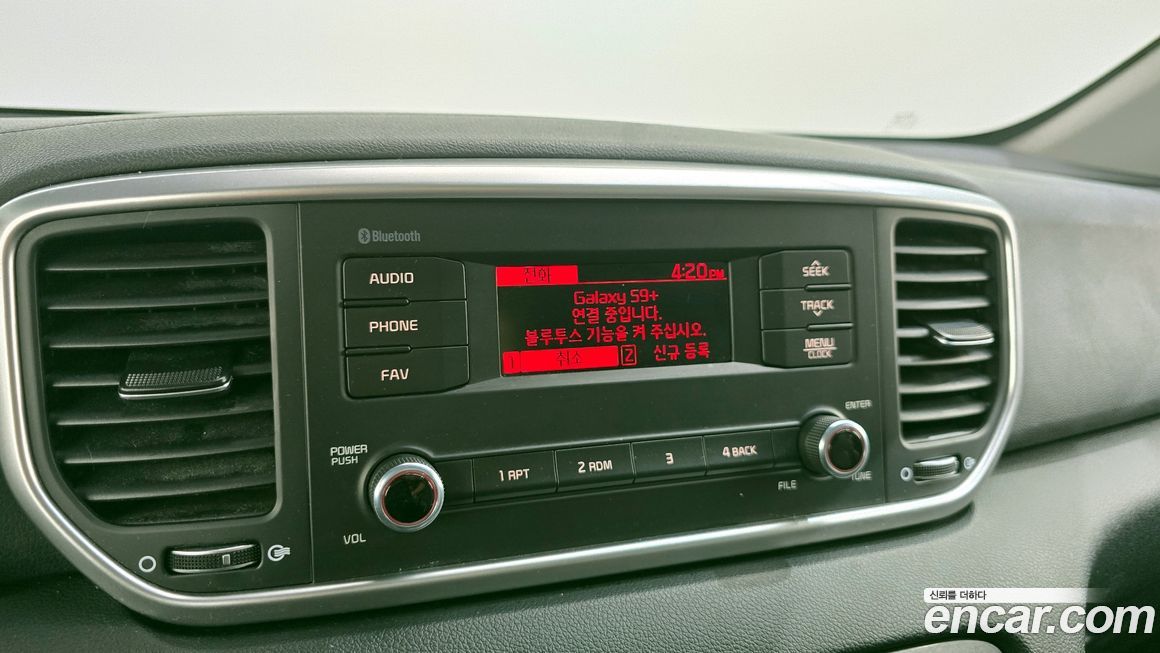 Bluetooth
AUDIO
PHONE
FAV
전화 4:20 PM
Galaxy S9+
연결 중입니다.
블루투스 기능을 켜 주십시오.
1 취소 2 신규 등록
SEEK
TRACK
MENU
CLOCK
POWER
PUSH
VOL
1 RPT
2 RDM
3
4 BACK
ENTER
FILE
TUNE
신뢰를 더하다
encar.com